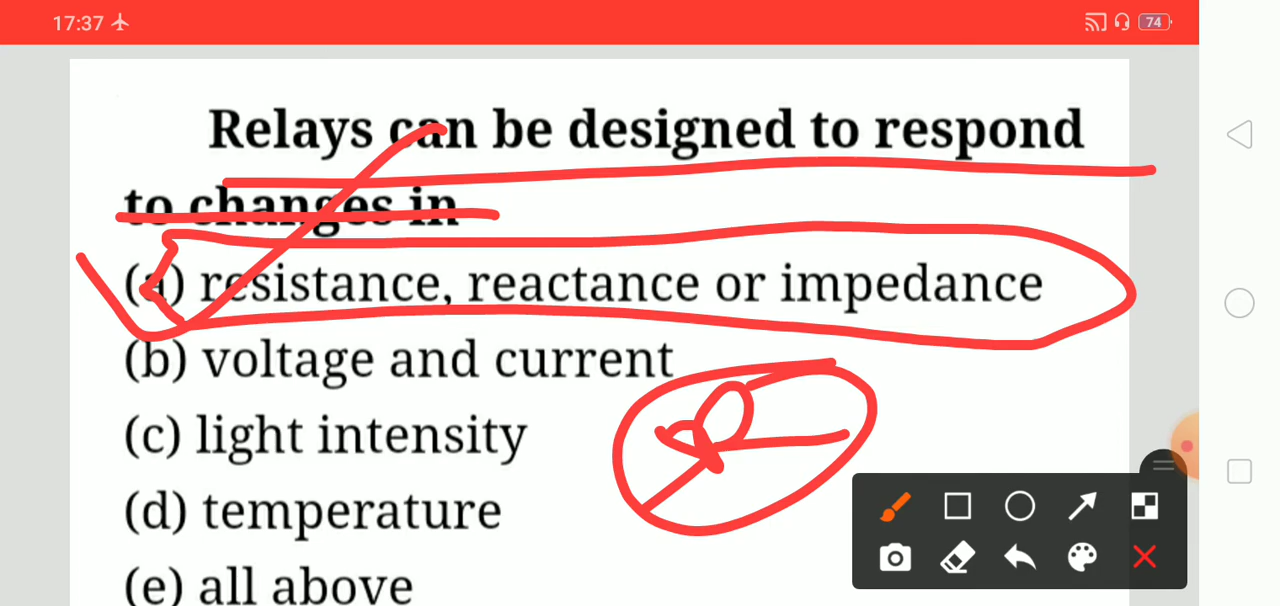 17:37
74
Relays can be designed to respond
to changes in
(a) resistance, reactance or impedance
(b) voltage and current
(c) light intensity
(d) temperature
(e) all above